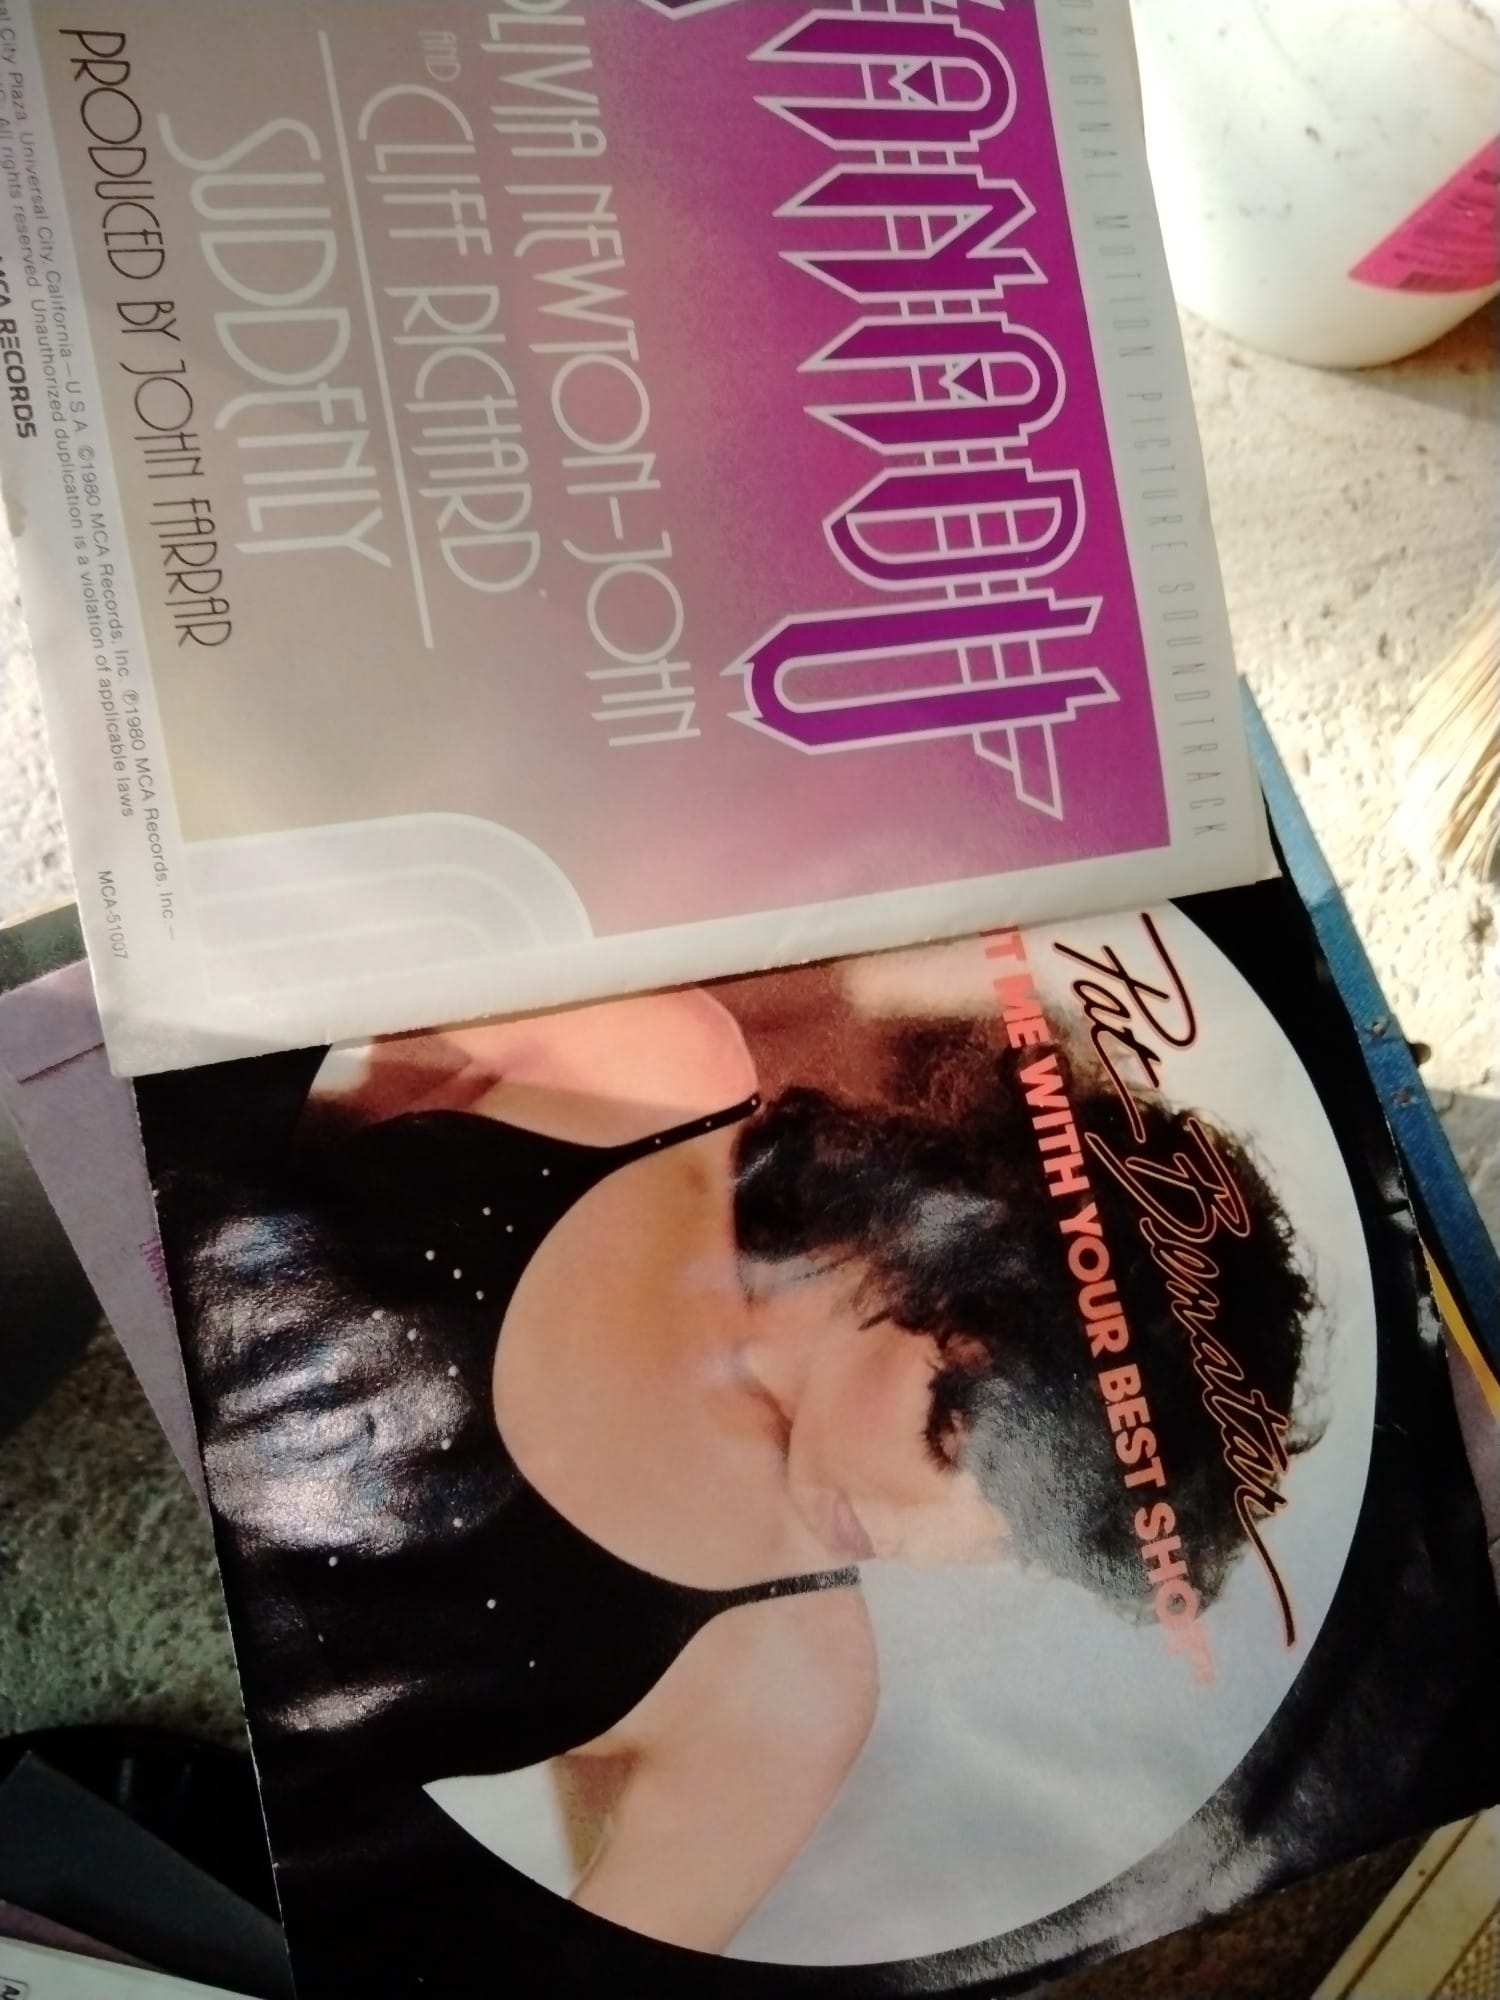 ORIGINAL MOTION PICTURE SOUNDTRACK
XANADU
OLIVIA NEWTON-JOHN
AND CLIFF RICHARD
SUDDENLY
PRODUCED BY JOHN FARRAR
City Plaza, Universal City, California – U.S.A. ©1980 MCA Records, Inc. ℗1980 MCA Records, Inc. –
All rights reserved. Unauthorized duplication is a violation of applicable laws
MCA RECORDS
MCA-51007
Pat Benatar
HIT ME WITH YOUR BEST SHOT"